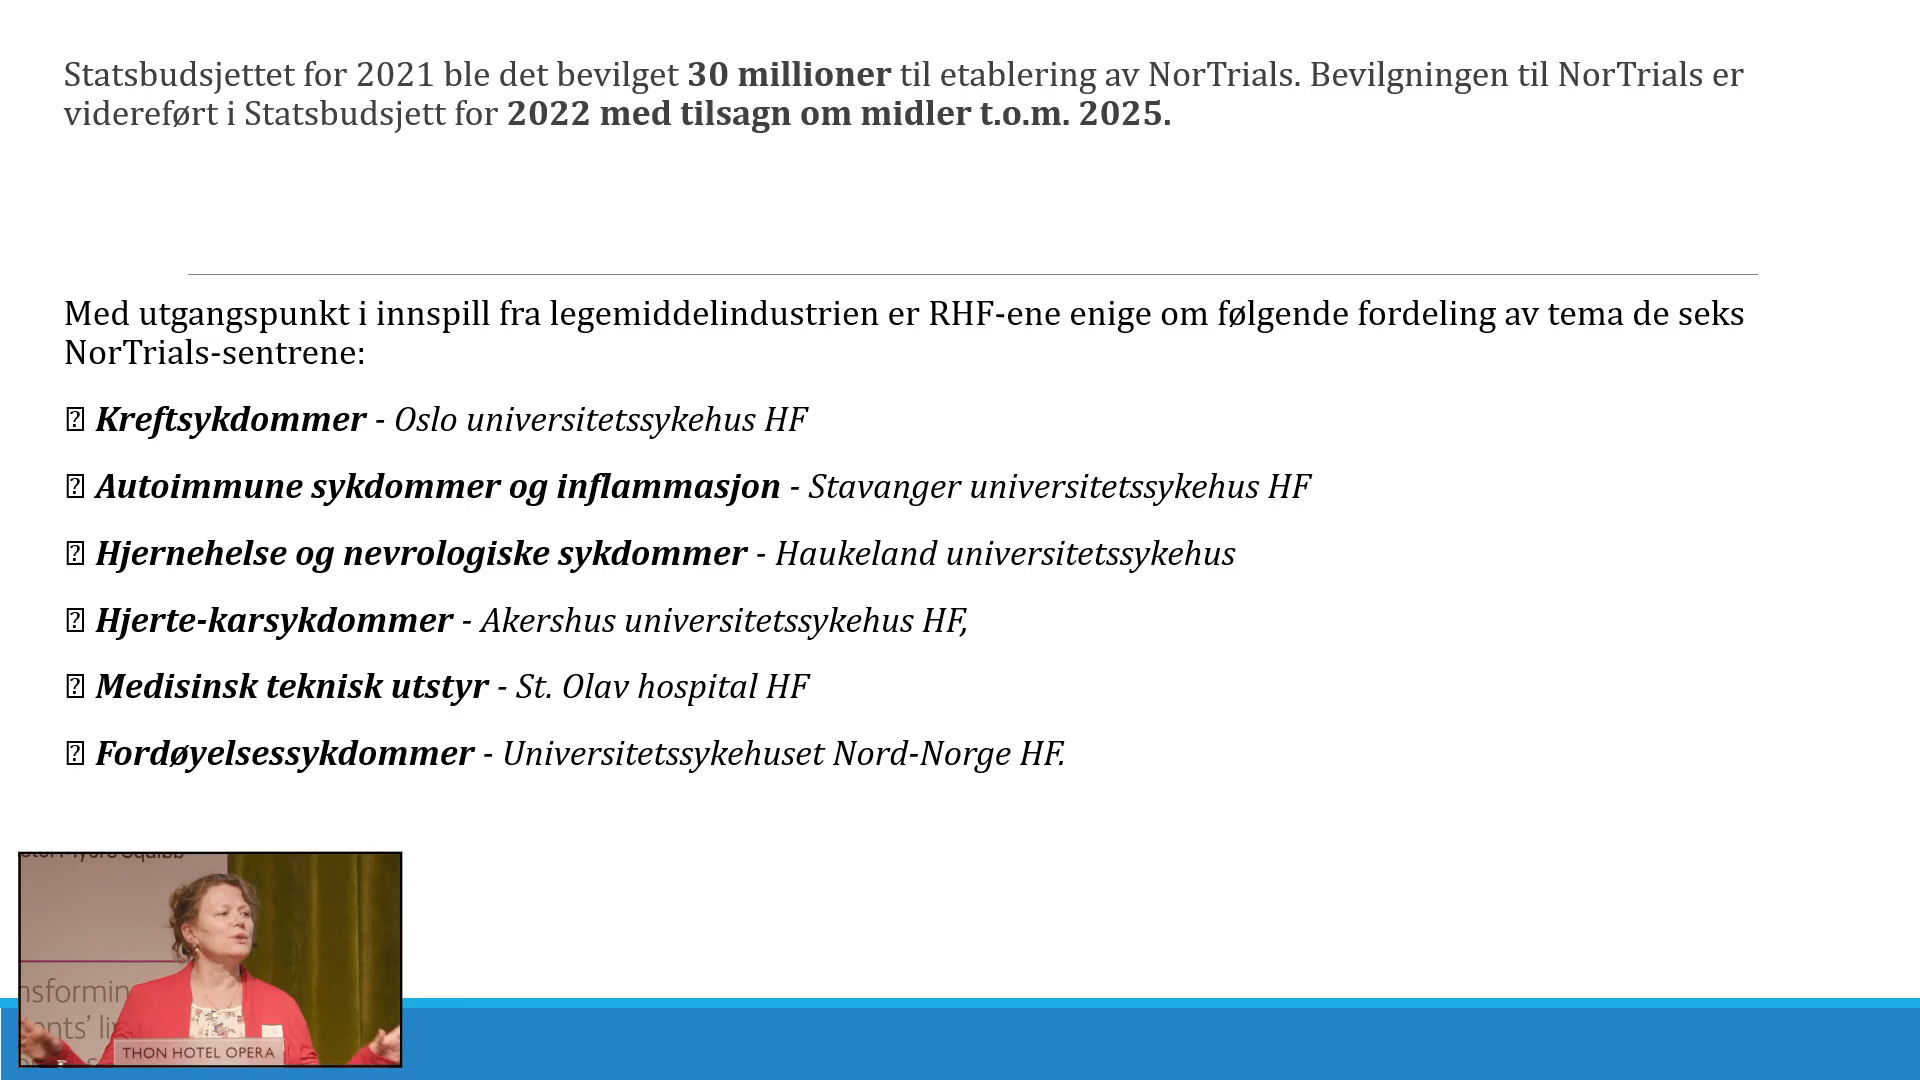 Statsbudsjettet for 2021 ble det bevilget 30 millioner til etablering av NorTrials. Bevilgningen til NorTrials er
videreført i Statsbudsjett for 2022 med tilsagn om midler t.o.m. 2025.
Med utgangspunkt i innspill fra legemiddelindustrien er RHF-ene enige om følgende fordeling av tema de seks
NorTrials-sentrene:
Kreftsykdommer - Oslo universitetssykehus HF
Autoimmune sykdommer og inflammasjon - Stavanger universitetssykehus HF
Hjernehelse og nevrologiske sykdommer - Haukeland universitetssykehus
Hjerte-karsykdommer - Akershus universitetssykehus HF,
Medisinsk teknisk utstyr - St. Olav hospital HF
Fordøyelsessykdommer - Universitetssykehuset Nord-Norge HF.
THON HOTEL OPERA